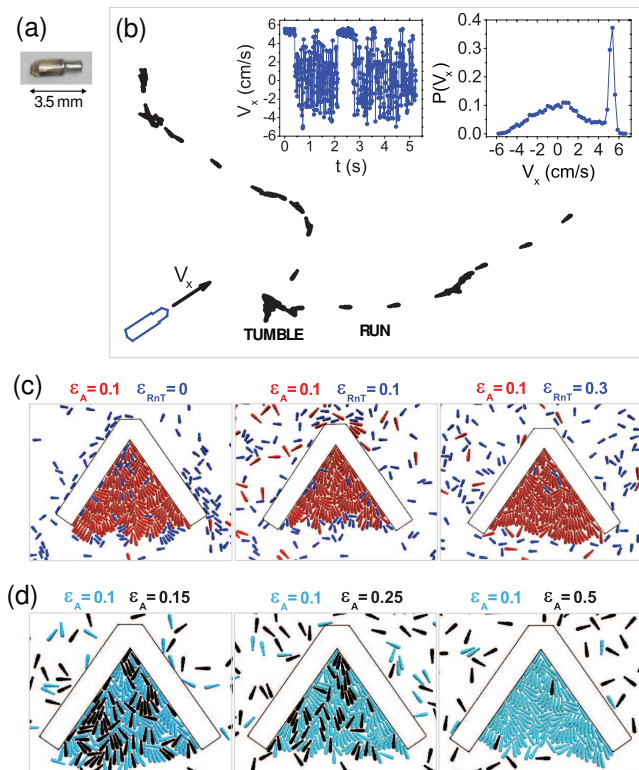 (a)
3.5 mm
(b)
V_x (cm/s)
6
4
2
0
-2
-4
-6
0 1 2 3 4 5
t (s)
P(V_x)
0.4
0.3
0.2
0.1
0.0
-6 -4 -2 0 2 4 6
V_x (cm/s)
V_x
TUMBLE RUN
(c)
ε_A = 0.1 ε_RnT = 0
ε_A = 0.1 ε_RnT = 0.1
ε_A = 0.1 ε_RnT = 0.3
(d)
ε_A = 0.1 ε_A = 0.15
ε_A = 0.1 ε_A = 0.25
ε_A = 0.1 ε_A = 0.5